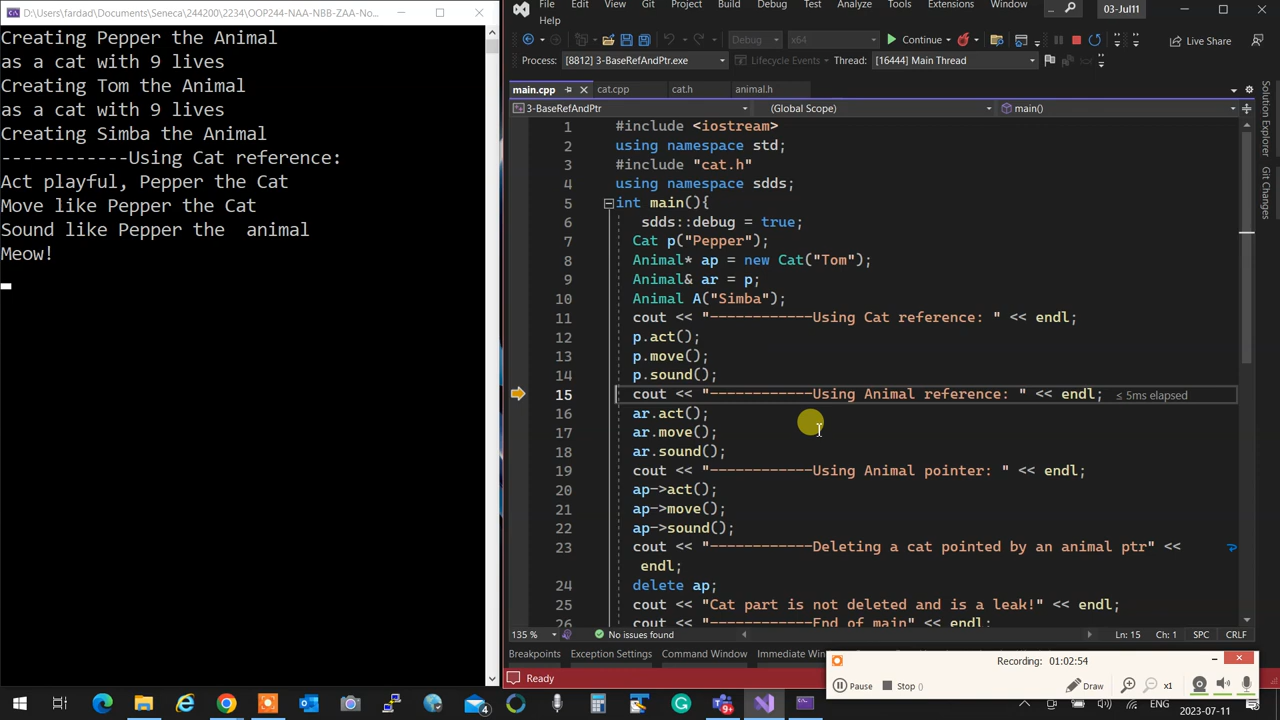 D:\Users\fardad\Documents\Seneca\244200\2234\OOP244-NAA-NBB-ZAA-No...
Creating Pepper the Animal
as a cat with 9 lives
Creating Tom the Animal
as a cat with 9 lives
Creating Simba the Animal
------------Using Cat reference:
Act playful, Pepper the Cat
Move like Pepper the Cat
Sound like Pepper the  animal
Meow!
File Edit View Git Project Build Debug Test Analyze Tools Extensions Window
Help
03-Jul11
Debug x64 Continue Live Share
Process: [8812] 3-BaseRefAndPtr.exe Lifecycle Events Thread: [16444] Main Thread
main.cpp cat.cpp cat.h animal.h
3-BaseRefAndPtr (Global Scope) main()
1 #include <iostream>
2 using namespace std;
3 #include "cat.h"
4 using namespace sdds;
5 int main(){
6 sdds::debug = true;
7 Cat p("Pepper");
8 Animal* ap = new Cat("Tom");
9 Animal& ar = p;
10 Animal A("Simba");
11 cout << "------------Using Cat reference: " << endl;
12 p.act();
13 p.move();
14 p.sound();
15 cout << "------------Using Animal reference: " << endl; ≤ 5ms elapsed
16 ar.act();
17 ar.move();
18 ar.sound();
19 cout << "------------Using Animal pointer: " << endl;
20 ap->act();
21 ap->move();
22 ap->sound();
23 cout << "------------Deleting a cat pointed by an animal ptr" <<
endl;
24 delete ap;
25 cout << "Cat part is not deleted and is a leak!" << endl;
26 cout << "------------End of main" << endl;
Solution Explorer
Git Changes
135 % No issues found Ln: 15 Ch: 1 SPC CRLF
Breakpoints Exception Settings Command Window Immediate Win
Ready
Recording: 01:02:54
Pause Stop () Draw x1
2023-07-11